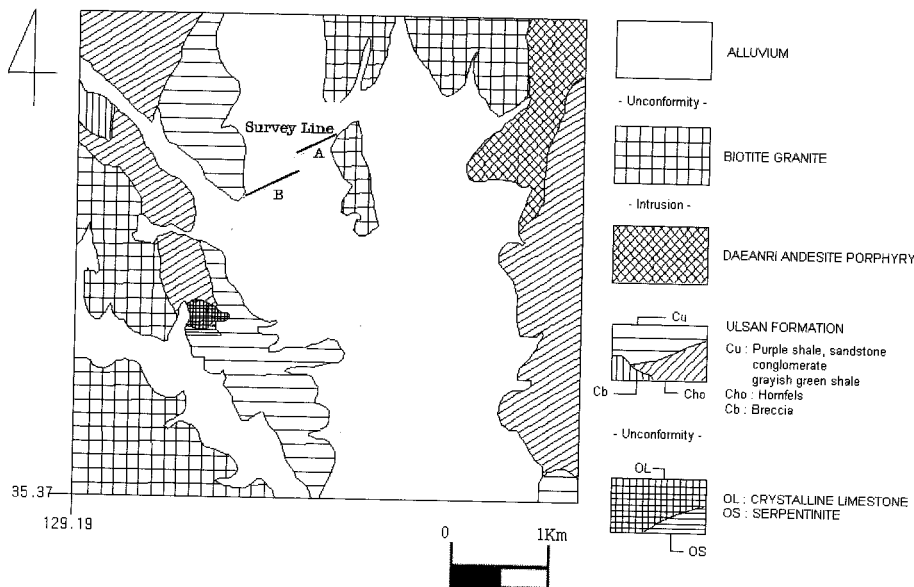 Survey Line
A
B
35.37
129.19
0 1Km
ALLUVIUM
- Unconformity -
BIOTITE GRANITE
- Intrusion -
DAEANRI ANDESITE PORPHYRY
Cu
ULSAN FORMATION
Cu : Purple shale, sandstone
conglomerate
grayish green shale
Cho : Hornfels
Cb : Breccia
Cb Cho
- Unconformity -
OL
OL : CRYSTALLINE LIMESTONE
OS : SERPENTINITE
OS